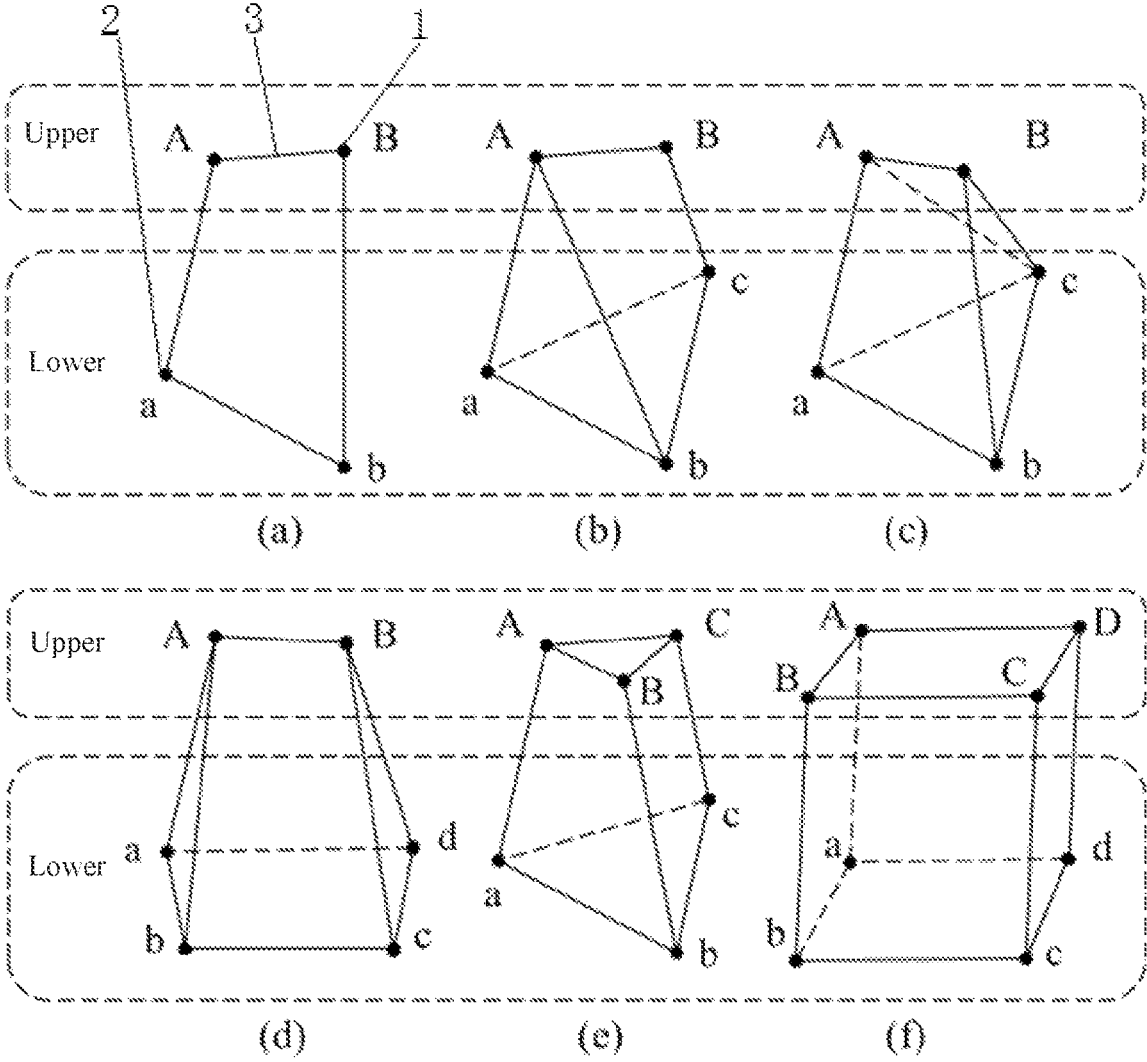 2 3 1
Upper A B A B A B
c c
Lower
a a a
b b b
(a) (b) (c)
Upper A B A C A D
B B C
Lower a d c a d
a
b c b b c
(d) (e) (f)